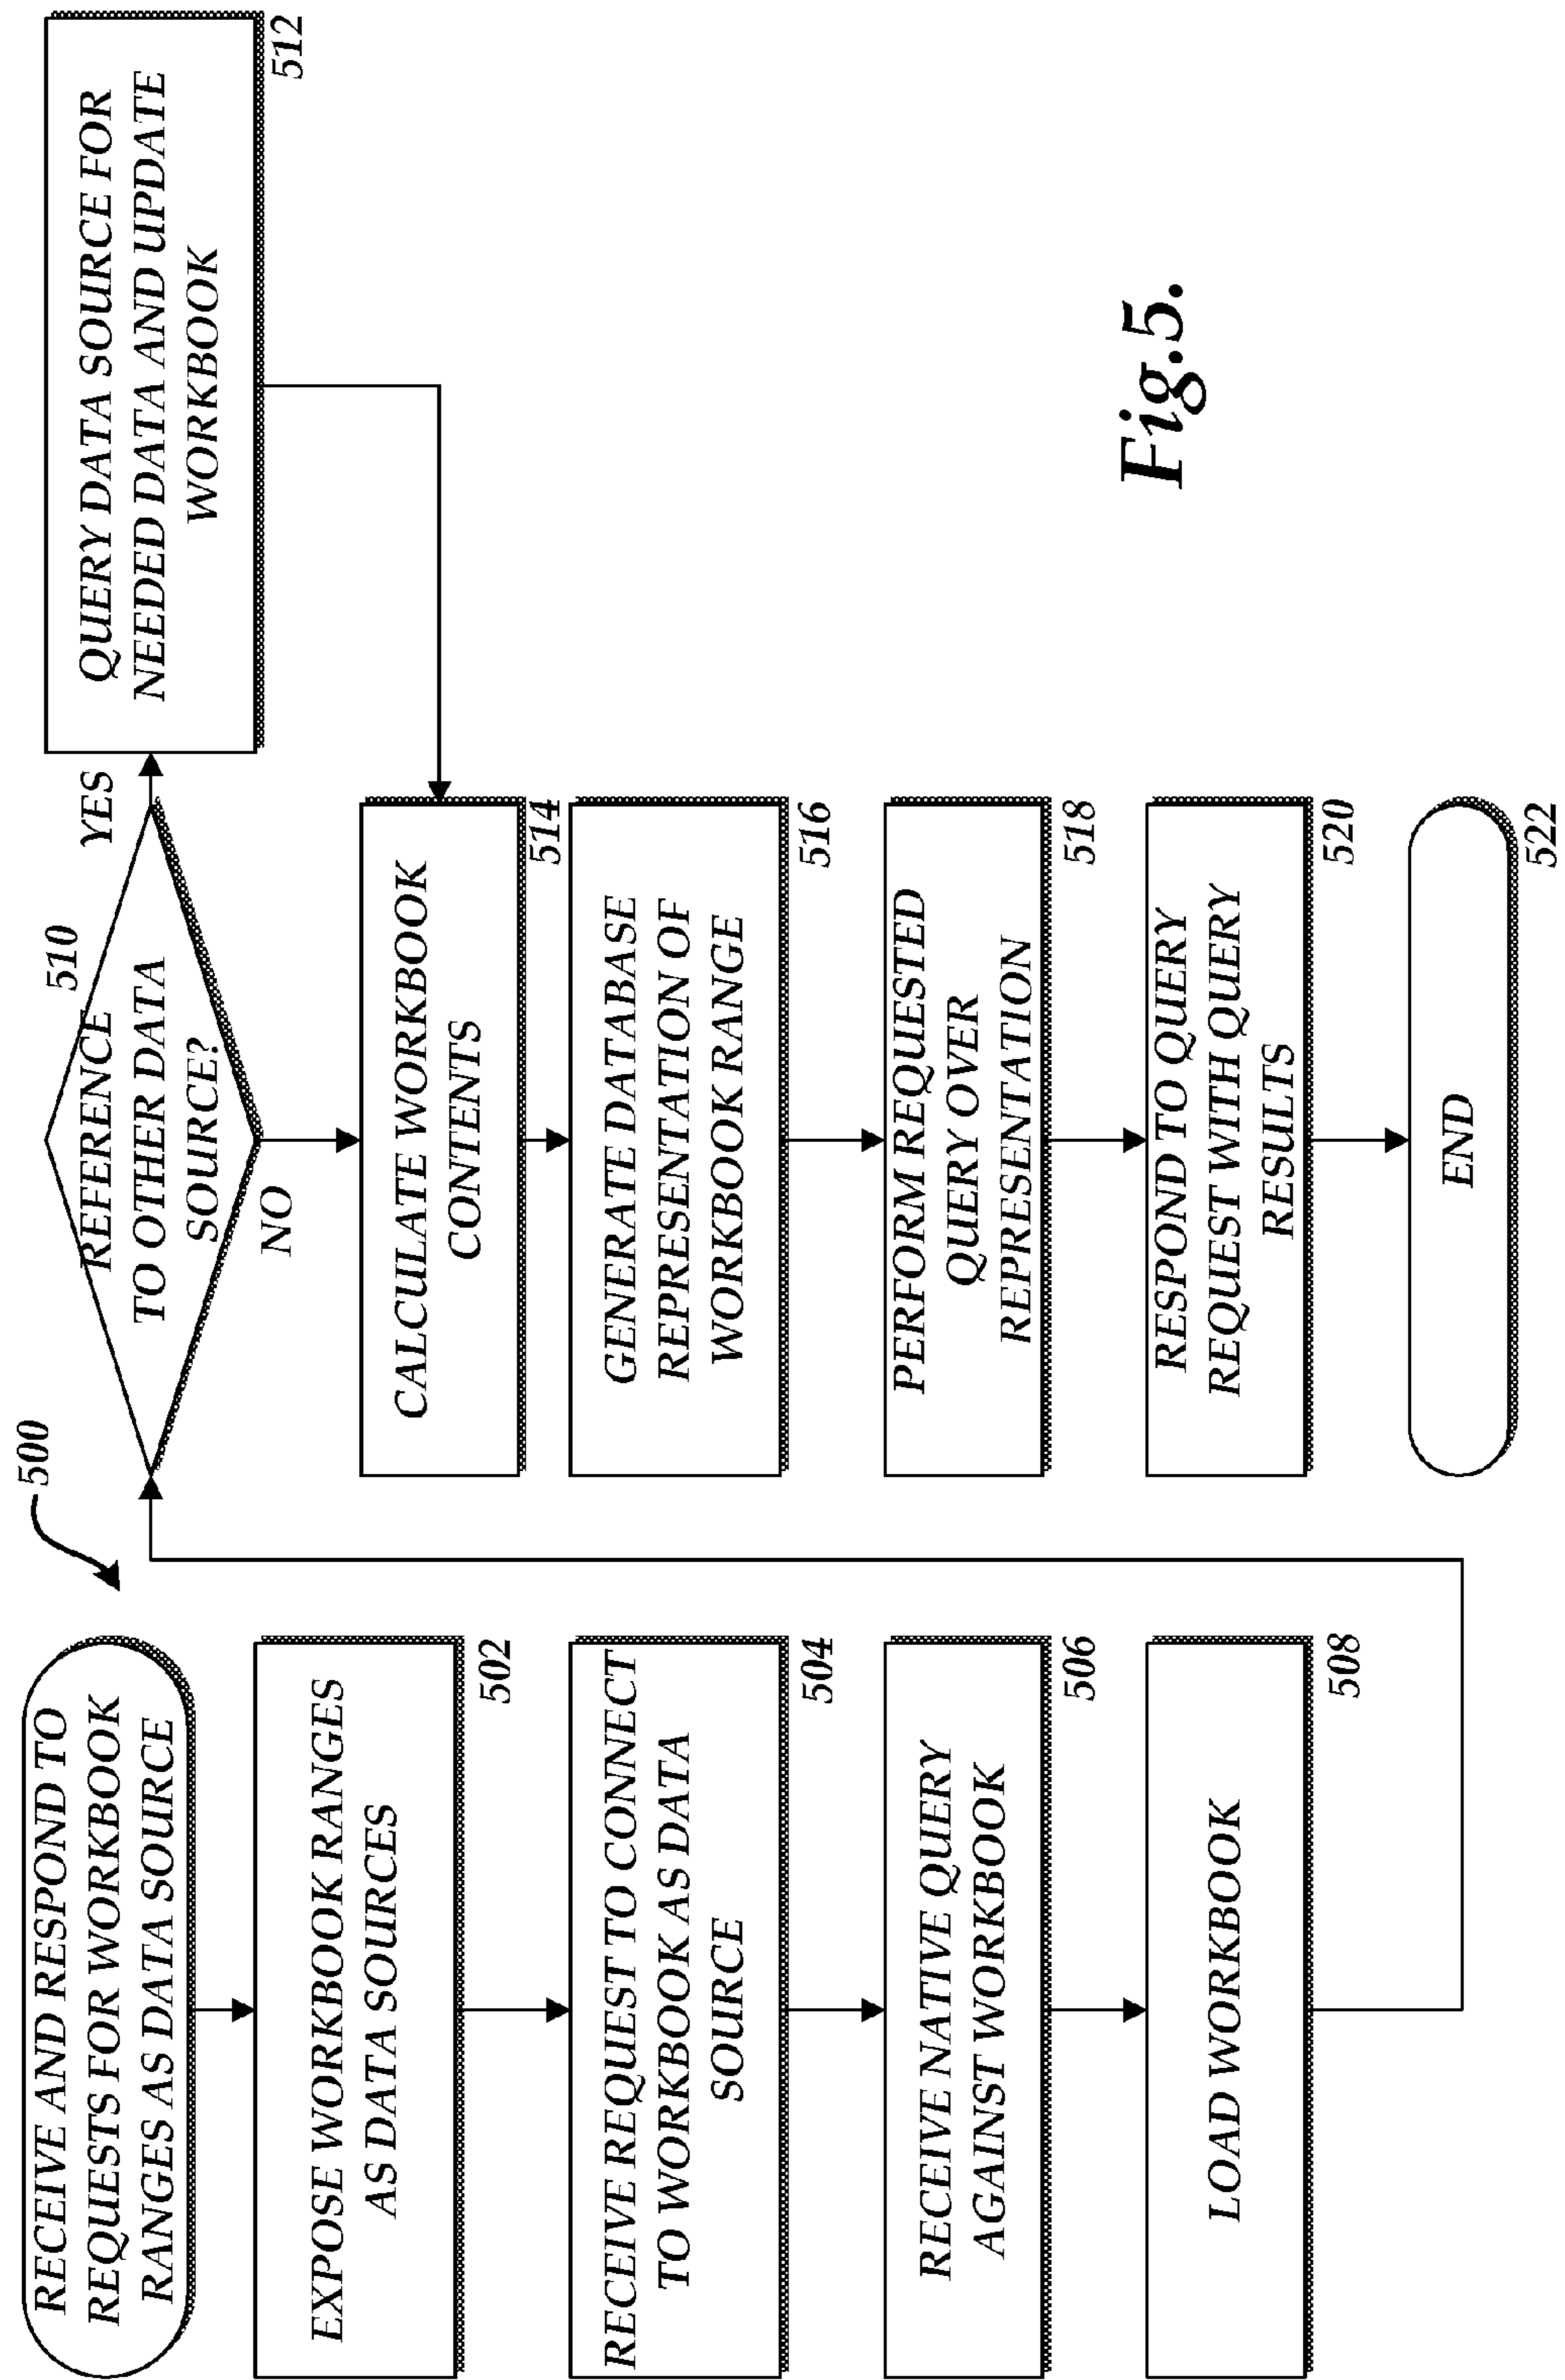 500
RECEIVE AND RESPOND TO
REQUESTS FOR WORKBOOK
RANGES AS DATA SOURCE
EXPOSE WORKBOOK RANGES
AS DATA SOURCES
502
RECEIVE REQUEST TO CONNECT
TO WORKBOOK AS DATA
SOURCE
504
RECEIVE NATIVE QUERY
AGAINST WORKBOOK
506
LOAD WORKBOOK
508
510
REFERENCE
TO OTHER DATA
SOURCE?
YES
NO
QUERY DATA SOURCE FOR
NEEDED DATA AND UPDATE
WORKBOOK
512
CALCULATE WORKBOOK
CONTENTS
514
GENERATE DATABASE
REPRESENTATION OF
WORKBOOK RANGE
516
PERFORM REQUESTED
QUERY OVER
REPRESENTATION
518
RESPOND TO QUERY
REQUEST WITH QUERY
RESULTS
520
END
522
Fig.5.